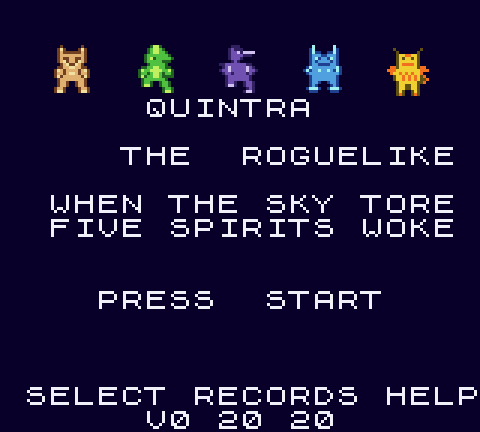 QUINTRA
THE ROGUELIKE
WHEN THE SKY TORE
FIVE SPIRITS WOKE
PRESS START
SELECT RECORDS HELP
V0 20 20